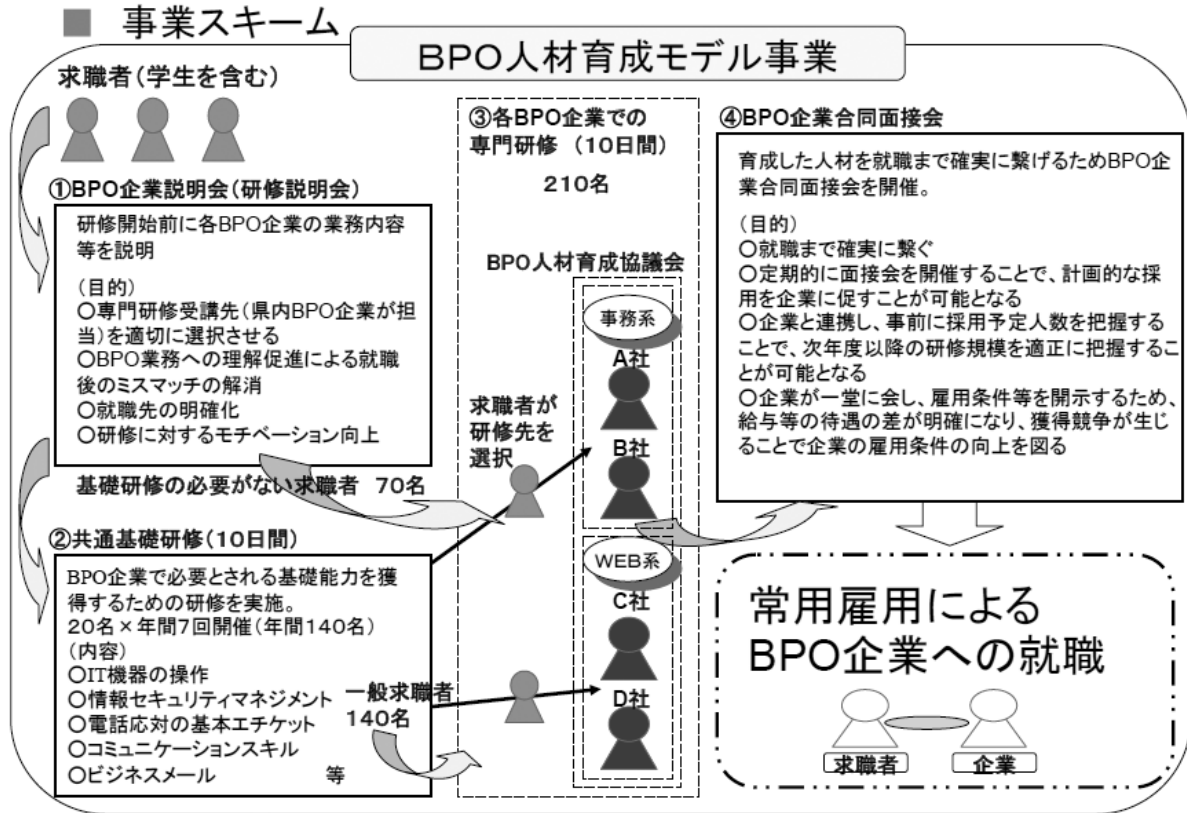 ■ 事業スキーム
BPO人材育成モデル事業
求職者(学生を含む)
①BPO企業説明会(研修説明会)
研修開始前に各BPO企業の業務内容
等を説明
(目的)
○専門研修受講先(県内BPO企業が担
当)を適切に選択させる
○BPO業務への理解促進による就職
後のミスマッチの解消
○就職先の明確化
○研修に対するモチベーション向上
基礎研修の必要がない求職者 70名
②共通基礎研修(10日間)
BPO企業で必要とされる基礎能力を獲
得するための研修を実施。
20名×年間7回開催(年間140名)
(内容)
○IT機器の操作
○情報セキュリティマネジメント
○電話応対の基本エチケット
○コミュニケーションスキル
○ビジネスメール 等
一般求職者
140名
③各BPO企業での
専門研修 (10日間)
210名
BPO人材育成協議会
求職者が
研修先を
選択
事務系
A社
B社
WEB系
C社
D社
④BPO企業合同面接会
育成した人材を就職まで確実に繋げるためBPO企
業合同面接会を開催。
(目的)
○就職まで確実に繋ぐ
○定期的に面接会を開催することで、計画的な採
用を企業に促すことが可能となる
○企業と連携し、事前に採用予定人数を把握する
ことで、次年度以降の研修規模を適正に把握するこ
とが可能となる
○企業が一堂に会し、雇用条件等を開示するため、
給与等の待遇の差が明確になり、獲得競争が生じ
ることで企業の雇用条件の向上を図る
常用雇用による
BPO企業への就職
求職者
企業